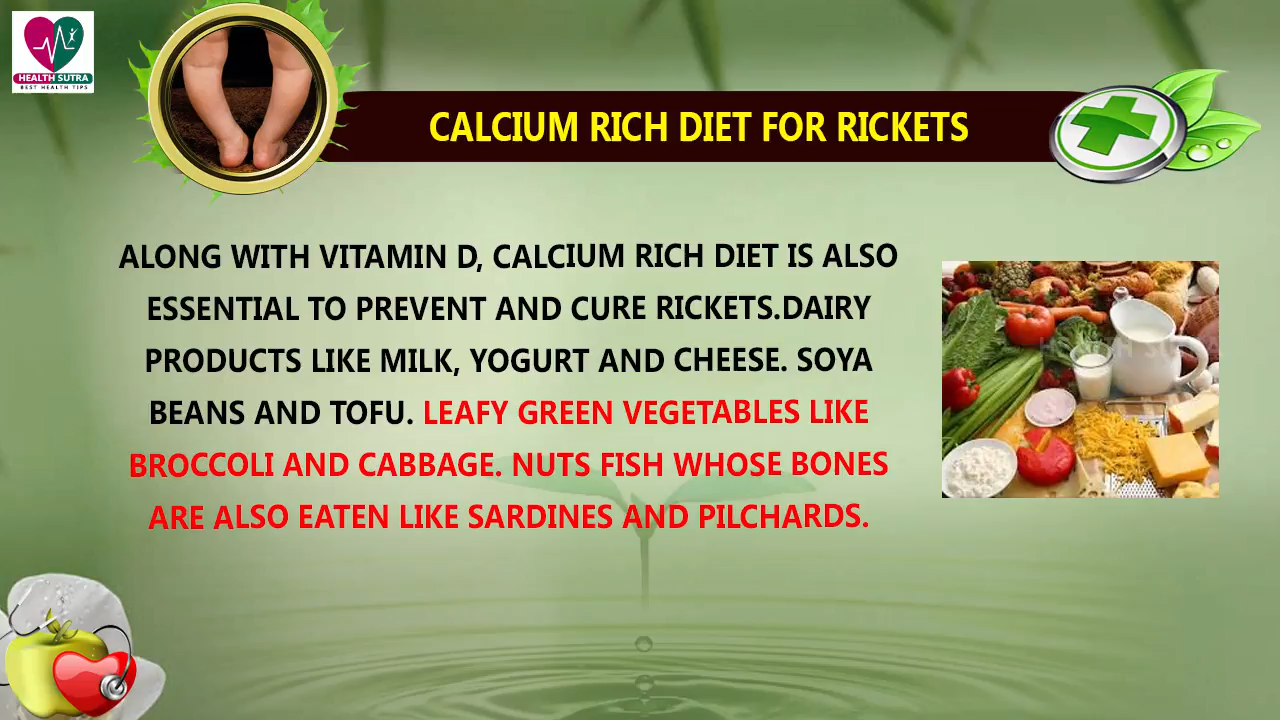 HEALTH SUTRA
BEST HEALTH TIPS
CALCIUM RICH DIET FOR RICKETS
ALONG WITH VITAMIN D, CALCIUM RICH DIET IS ALSO
ESSENTIAL TO PREVENT AND CURE RICKETS.DAIRY
PRODUCTS LIKE MILK, YOGURT AND CHEESE. SOYA
BEANS AND TOFU. LEAFY GREEN VEGETABLES LIKE
BROCCOLI AND CABBAGE. NUTS FISH WHOSE BONES
ARE ALSO EATEN LIKE SARDINES AND PILCHARDS.